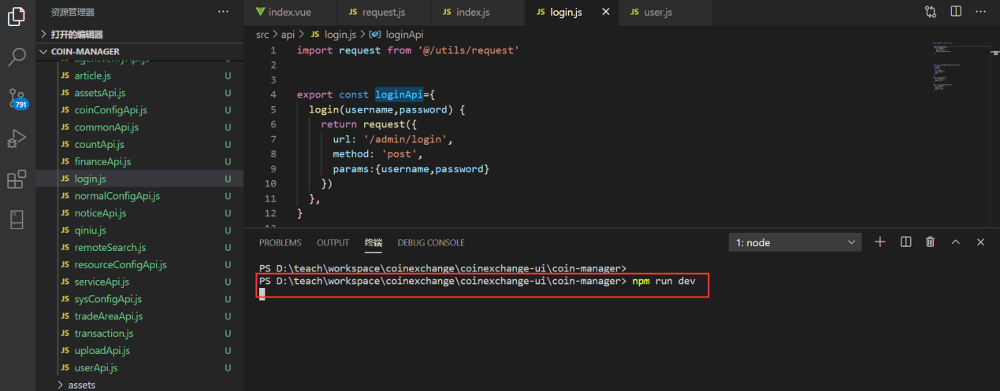 资源管理器 ···
index.vue
JS request.js
JS index.js
JS login.js
JS user.js
打开的编辑器
COIN-MANAGER
JS agentVerifyApi.js U
JS article.js U
JS assetsApi.js U
JS coinConfigApi.js U
JS commonApi.js U
JS countApi.js U
JS financeApi.js U
JS login.js U
JS normalConfigApi.js U
JS noticeApi.js U
JS qiniu.js U
JS remoteSearch.js U
JS resourceConfigApi.js U
JS serviceApi.js U
JS sysConfigApi.js U
JS tradeAreaApi.js U
JS transaction.js U
JS uploadApi.js U
JS userApi.js U
assets
791
src > api > JS login.js > loginApi
1 import request from '@/utils/request'
2
3
4 export const loginApi={
5 login(username,password) {
6 return request({
7 url: '/admin/login',
8 method: 'post',
9 params:{username,password}
10 })
11 },
12 }
13
PROBLEMS OUTPUT 终端 DEBUG CONSOLE 1: node
PS D:\teach\workspace\coinexchange\coinexchange-ui\coin-manager>
PS D:\teach\workspace\coinexchange\coinexchange-ui\coin-manager> npm run dev